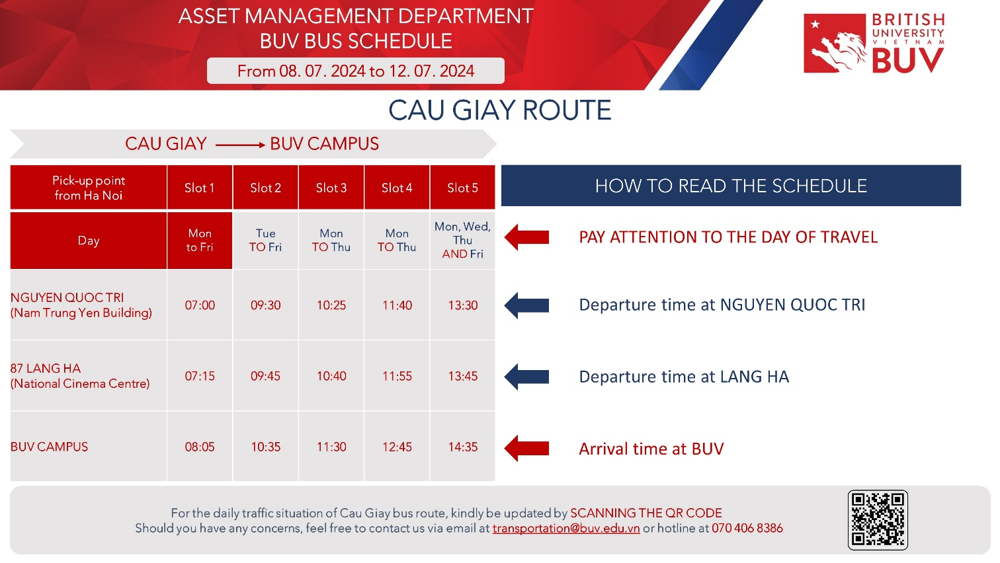 ASSET MANAGEMENT DEPARTMENT
BUV BUS SCHEDULE
From 08. 07. 2024 to 12. 07. 2024
BRITISH
UNIVERSITY
VIETNAM
BUV
CAU GIAY ROUTE
CAU GIAY → BUV CAMPUS
Pick-up point
from Ha Noi
Slot 1
Slot 2
Slot 3
Slot 4
Slot 5
HOW TO READ THE SCHEDULE
Day
Mon
to Fri
Tue
TO Fri
Mon
TO Thu
Mon
TO Thu
Mon, Wed,
Thu
AND Fri
PAY ATTENTION TO THE DAY OF TRAVEL
NGUYEN QUOC TRI
(Nam Trung Yen Building)
07:00
09:30
10:25
11:40
13:30
Departure time at NGUYEN QUOC TRI
87 LANG HA
(National Cinema Centre)
07:15
09:45
10:40
11:55
13:45
Departure time at LANG HA
BUV CAMPUS
08:05
10:35
11:30
12:45
14:35
Arrival time at BUV
For the daily traffic situation of Cau Giay bus route, kindly be updated by SCANNING THE QR CODE
Should you have any concerns, feel free to contact us via email at transportation@buv.edu.vn or hotline at 070 406 8386